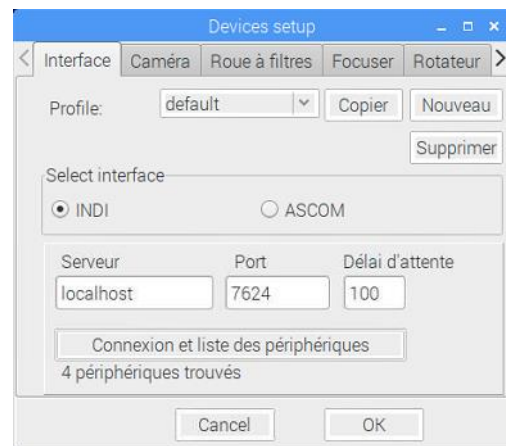 Devices setup
Interface Caméra Roue à filtres Focuser Rotateur
Profile: default Copier Nouveau
Supprimer
Select interface
INDI ASCOM
Serveur Port Délai d'attente
localhost 7624 100
Connexion et liste des périphériques
4 périphériques trouvés
Cancel OK